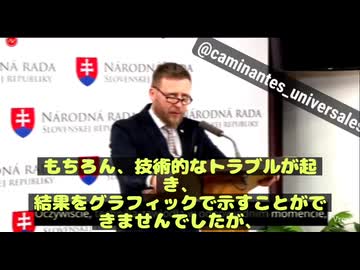 NÁRODNÁ RADA
SLOVENSKEJ REPUBLIKY
NÁRODNÁ RADA
SLOVENSKEJ REPUBLIKY
@caminantes_universales
もちろん、技術的なトラブルが起
き、
結果をグラフィックで示すことがで
きませんでしたが、
Oczywiście,
momencie,